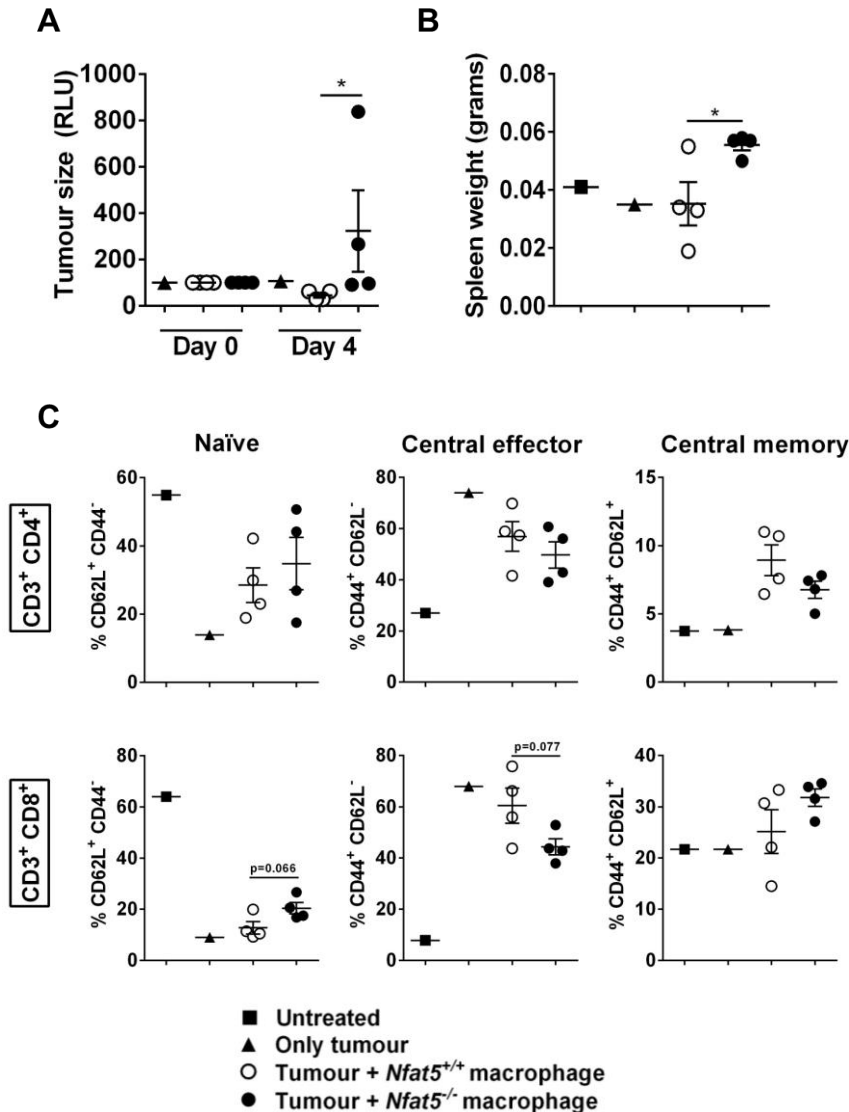 A
Tumour size (RLU)
1000
800
600
400
200
0
*
Day 0
Day 4
B
Spleen weight (grams)
0.08
0.06
0.04
0.02
0.00
*
C
Naïve
Central effector
Central memory
CD3+ CD4+
% CD62L+ CD44-
60
40
20
0
% CD44+ CD62L-
80
60
40
20
0
% CD44+ CD62L+
15
10
5
0
CD3+ CD8+
% CD62L+ CD44-
80
60
40
20
0
p=0.066
% CD44+ CD62L-
80
60
40
20
0
p=0.077
% CD44+ CD62L+
40
30
20
10
0
Untreated
Only tumour
Tumour + Nfat5+/+ macrophage
Tumour + Nfat5-/- macrophage